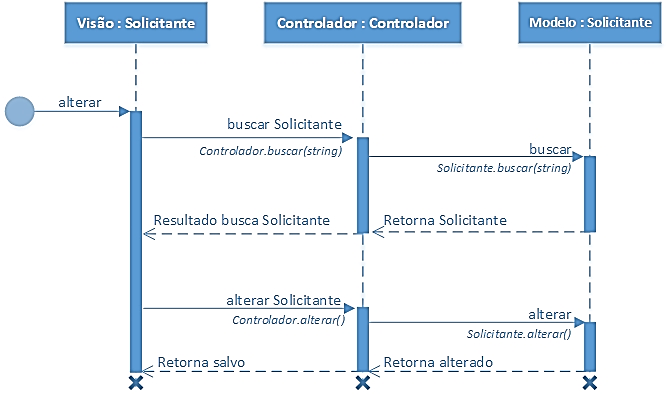 Visão : Solicitante
Controlador : Controlador
Modelo : Solicitante
alterar
buscar Solicitante
Controlador.buscar(string)
buscar
Solicitante.buscar(string)
Resultado busca Solicitante
Retorna Solicitante
alterar Solicitante
Controlador.alterar()
alterar
Solicitante.alterar()
Retorna salvo
Retorna alterado